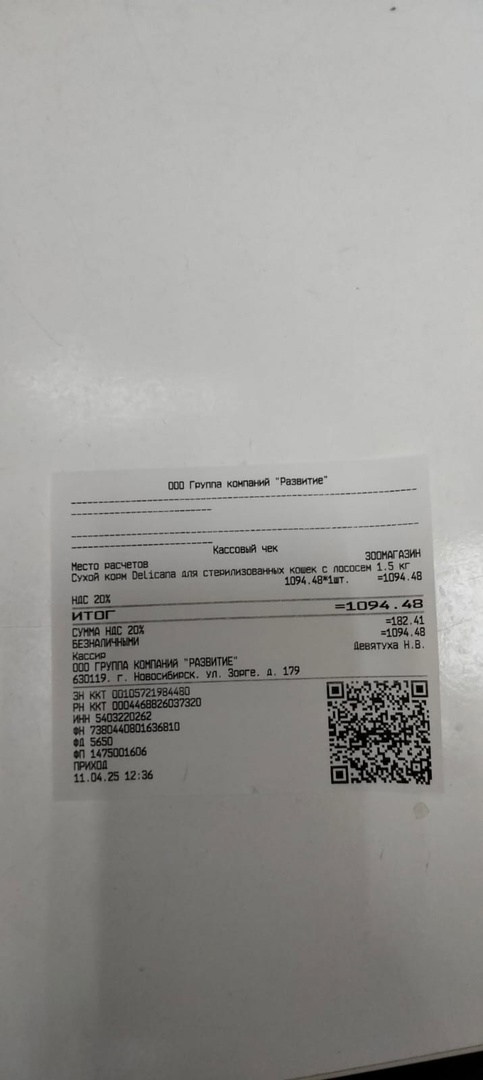 ООО Группа компаний "Развитие"
Кассовый чек
Место расчетов ЗООМАГАЗИН
Сухой корм Delicana для стерилизованных кошек с лососем 1.5 кг
1094.48*1шт. =1094.48
НДС 20%
ИТОГ =1094.48
СУММА НДС 20% =182.41
БЕЗНАЛИЧНЫМИ =1094.48
Кассир Девятуха Н.В.
ООО ГРУППА КОМПАНИЙ "РАЗВИТИЕ"
630119. г. Новосибирск. ул. Зорге. д. 179
ЗН ККТ 00105721984480
РН ККТ 0004468826037320
ИНН 5403220262
ФН 7380440801636810
ФД 5650
ФП 1475001606
ПРИХОД
11.04.25 12:36